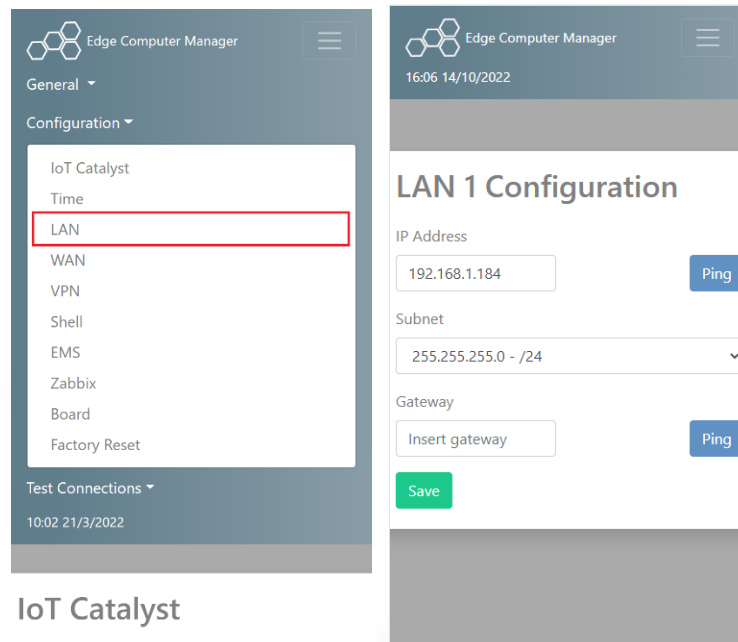 Edge Computer Manager
General
Configuration
IoT Catalyst
Time
LAN
WAN
VPN
Shell
EMS
Zabbix
Board
Factory Reset
Test Connections
10:02 21/3/2022
IoT Catalyst
Edge Computer Manager
16:06 14/10/2022
LAN 1 Configuration
IP Address
192.168.1.184
Ping
Subnet
255.255.255.0 - /24
Gateway
Insert gateway
Ping
Save